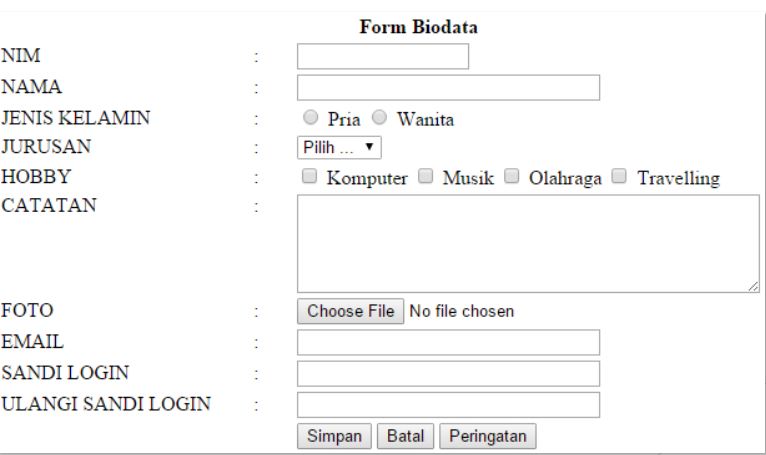 Form Biodata
NIM :
NAMA :
JENIS KELAMIN : Pria Wanita
JURUSAN : Pilih ...
HOBBY : Komputer Musik Olahraga Travelling
CATATAN :
FOTO : Choose File No file chosen
EMAIL :
SANDI LOGIN :
ULANGI SANDI LOGIN :
Simpan Batal Peringatan